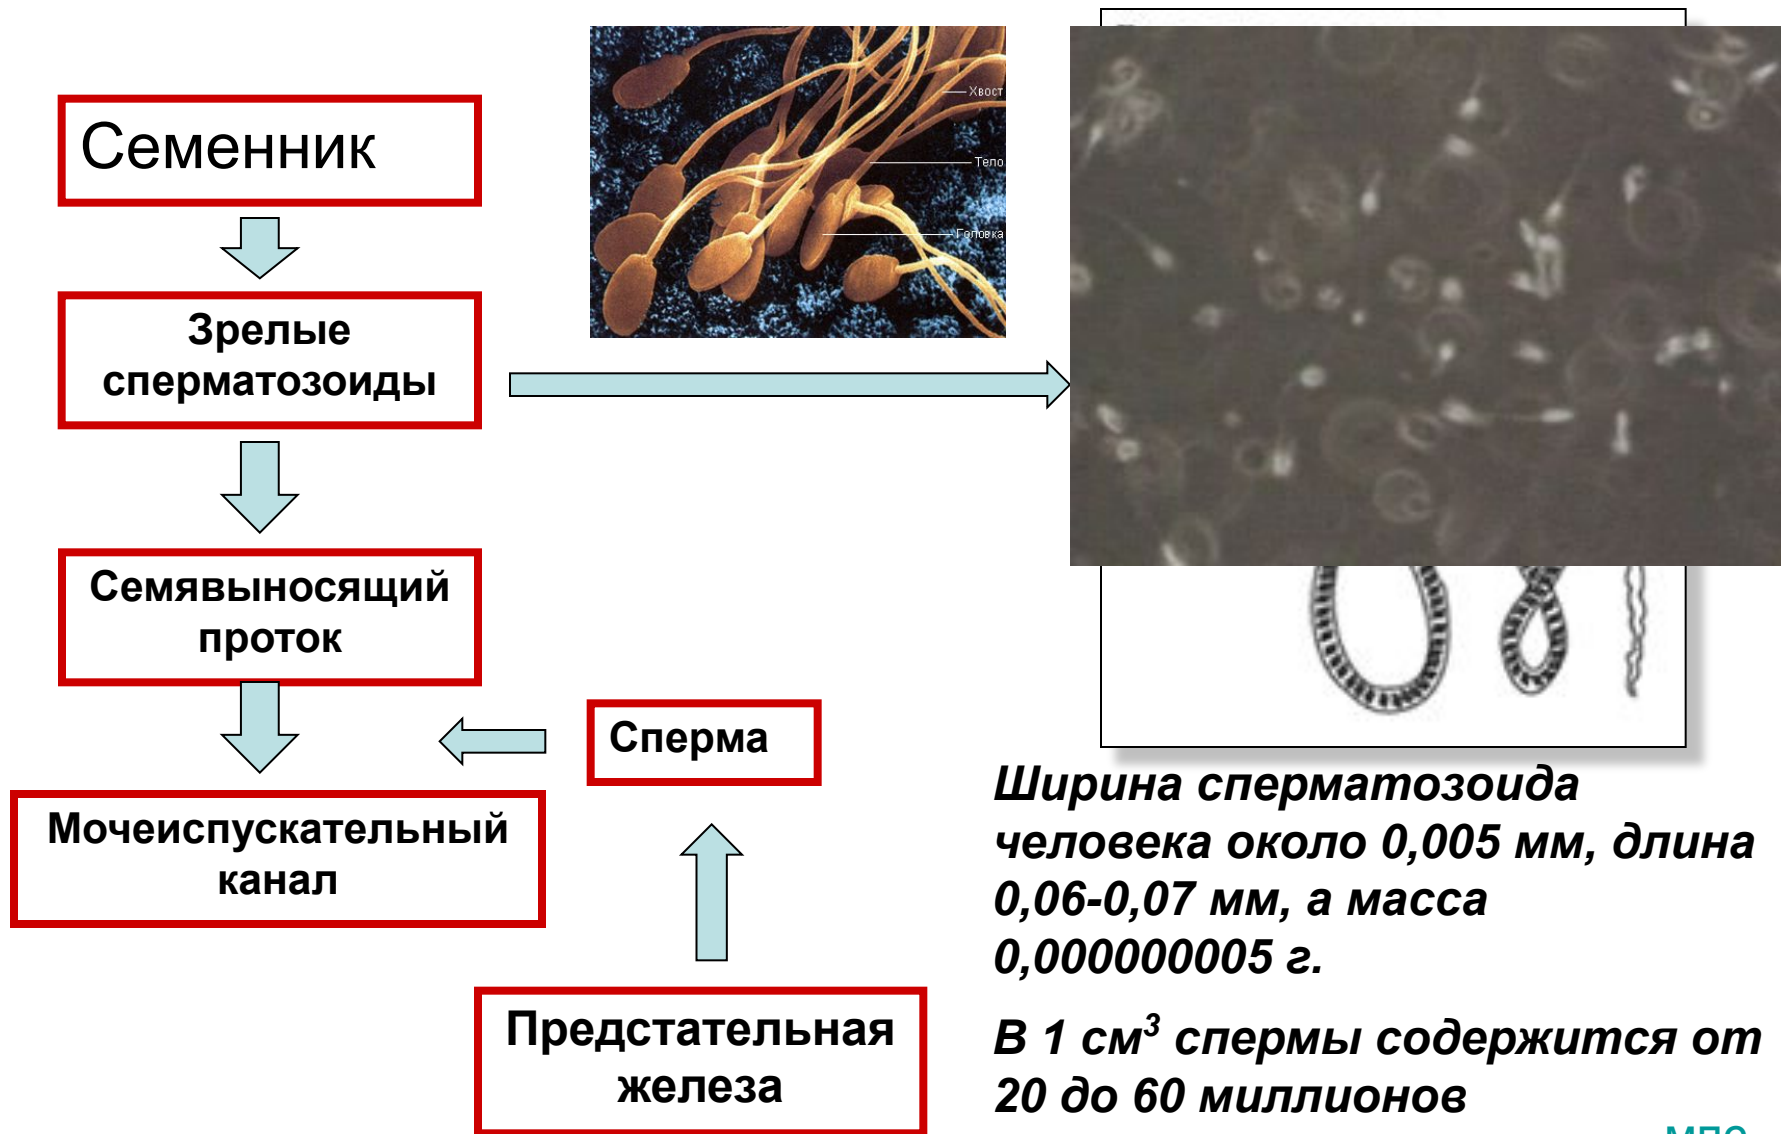 Семенник
Зрелые
сперматозоиды
Семявыносящий
проток
Мочеиспускательный
канал
Сперма
Предстательная
железа
Хвост
Тело
Головка
Ширина сперматозоида
человека около 0,005 мм, длина
0,06-0,07 мм, а масса
0,000000005 г.
В 1 см³ спермы содержится от
20 до 60 миллионов